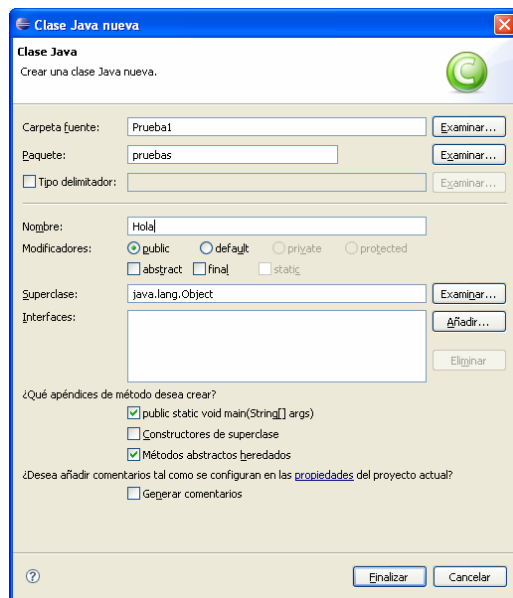 Clase Java nueva
Clase Java
Crear una clase Java nueva.
Carpeta fuente: Prueba1 Examinar...
Paquete: pruebas Examinar...
Tipo delimitador: Examinar...
Nombre: Hola
Modificadores: public default private protected
abstract final static
Superclase: java.lang.Object Examinar...
Interfaces: Añadir...
Eliminar
¿Qué apéndices de método desea crear?
public static void main(String[] args)
Constructores de superclase
Métodos abstractos heredados
¿Desea añadir comentarios tal como se configuran en las propiedades del proyecto actual?
Generar comentarios
? Finalizar Cancelar